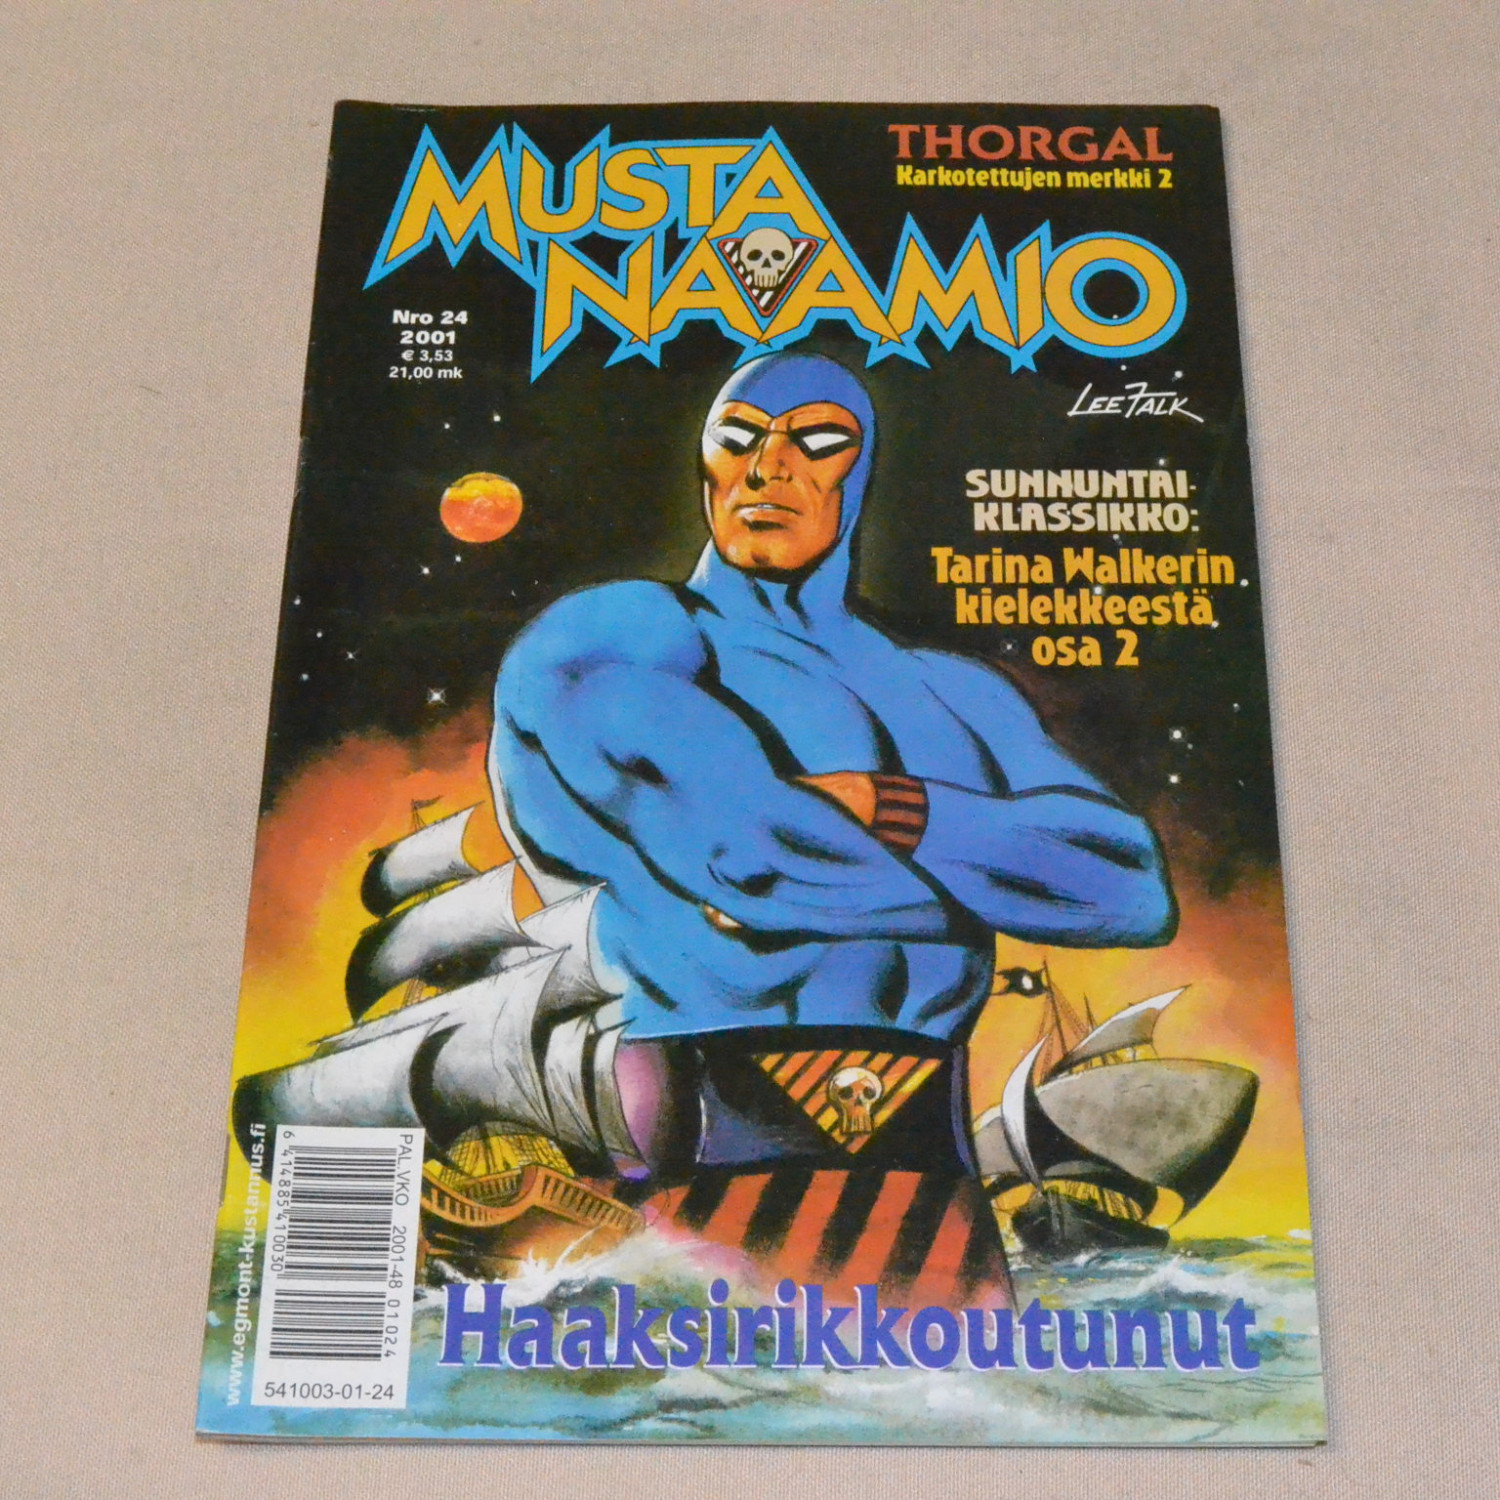 MUSTA
NAAMIO
THORGAL
Karkotettujen merkki 2
Nro 24
2001
€ 3,53
21,00 mk
LEE FALK
SUNNUNTAI-
KLASSIKKO:
Tarina Walkerin
kielekkeestä
osa 2
www.egmont-kustannus.fi
6 414885 410030
PAL.VKO 2001-48 01024
541003-01-24
Haaksirikkoutunut